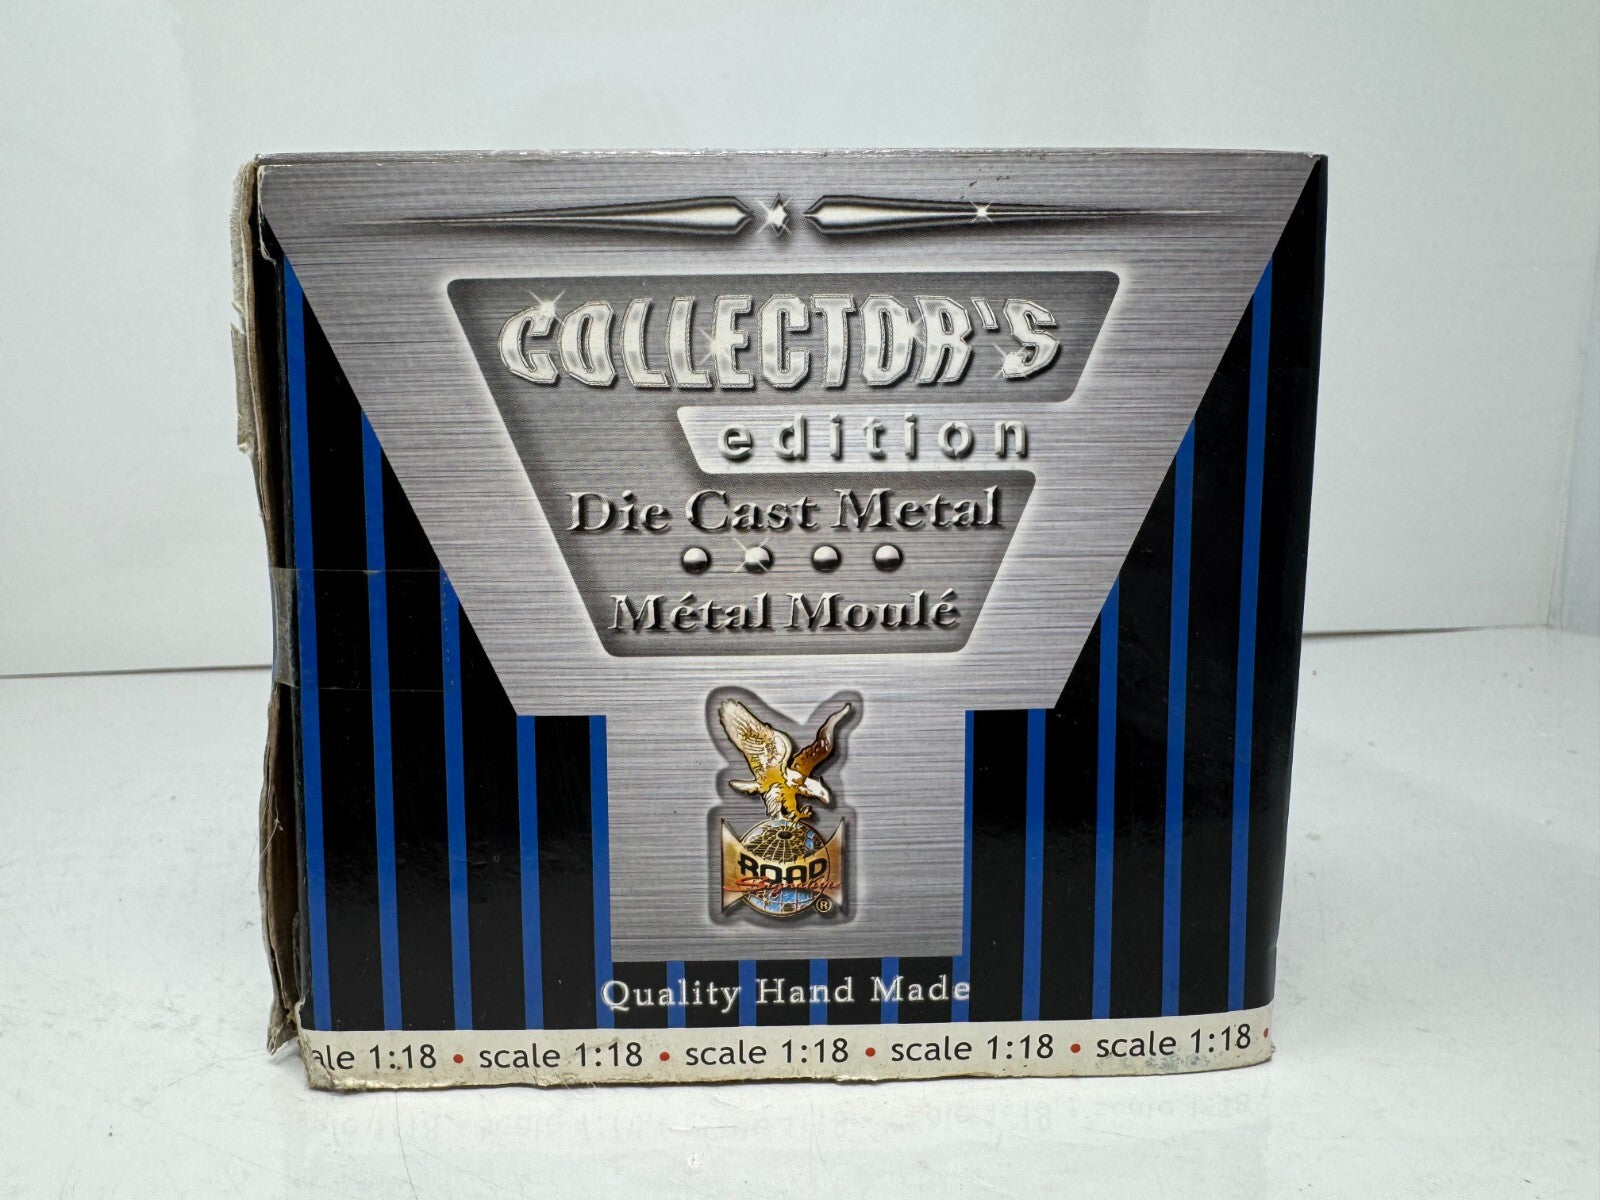 COLLECTOR'S
edition
Die Cast Metal
Métal Moulé
ROAD
Signature
®
Quality Hand Made
ale 1:18 • scale 1:18 • scale 1:18 • scale 1:18 • scale 1:18 •